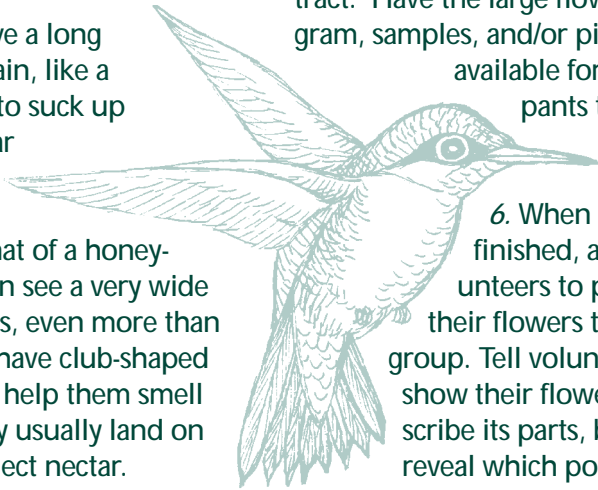 ve a long
ain, like a
to suck up
ar
hat of a honey-
n see a very wide
s, even more than
have club-shaped
help them smell
y usually land on
ect nectar.
tract. Have the large flow
gram, samples, and/or pi
available for
pants t
6. When
finished, a
unteers to p
their flowers t
group. Tell volun
show their flowe
scribe its parts, b
reveal which po